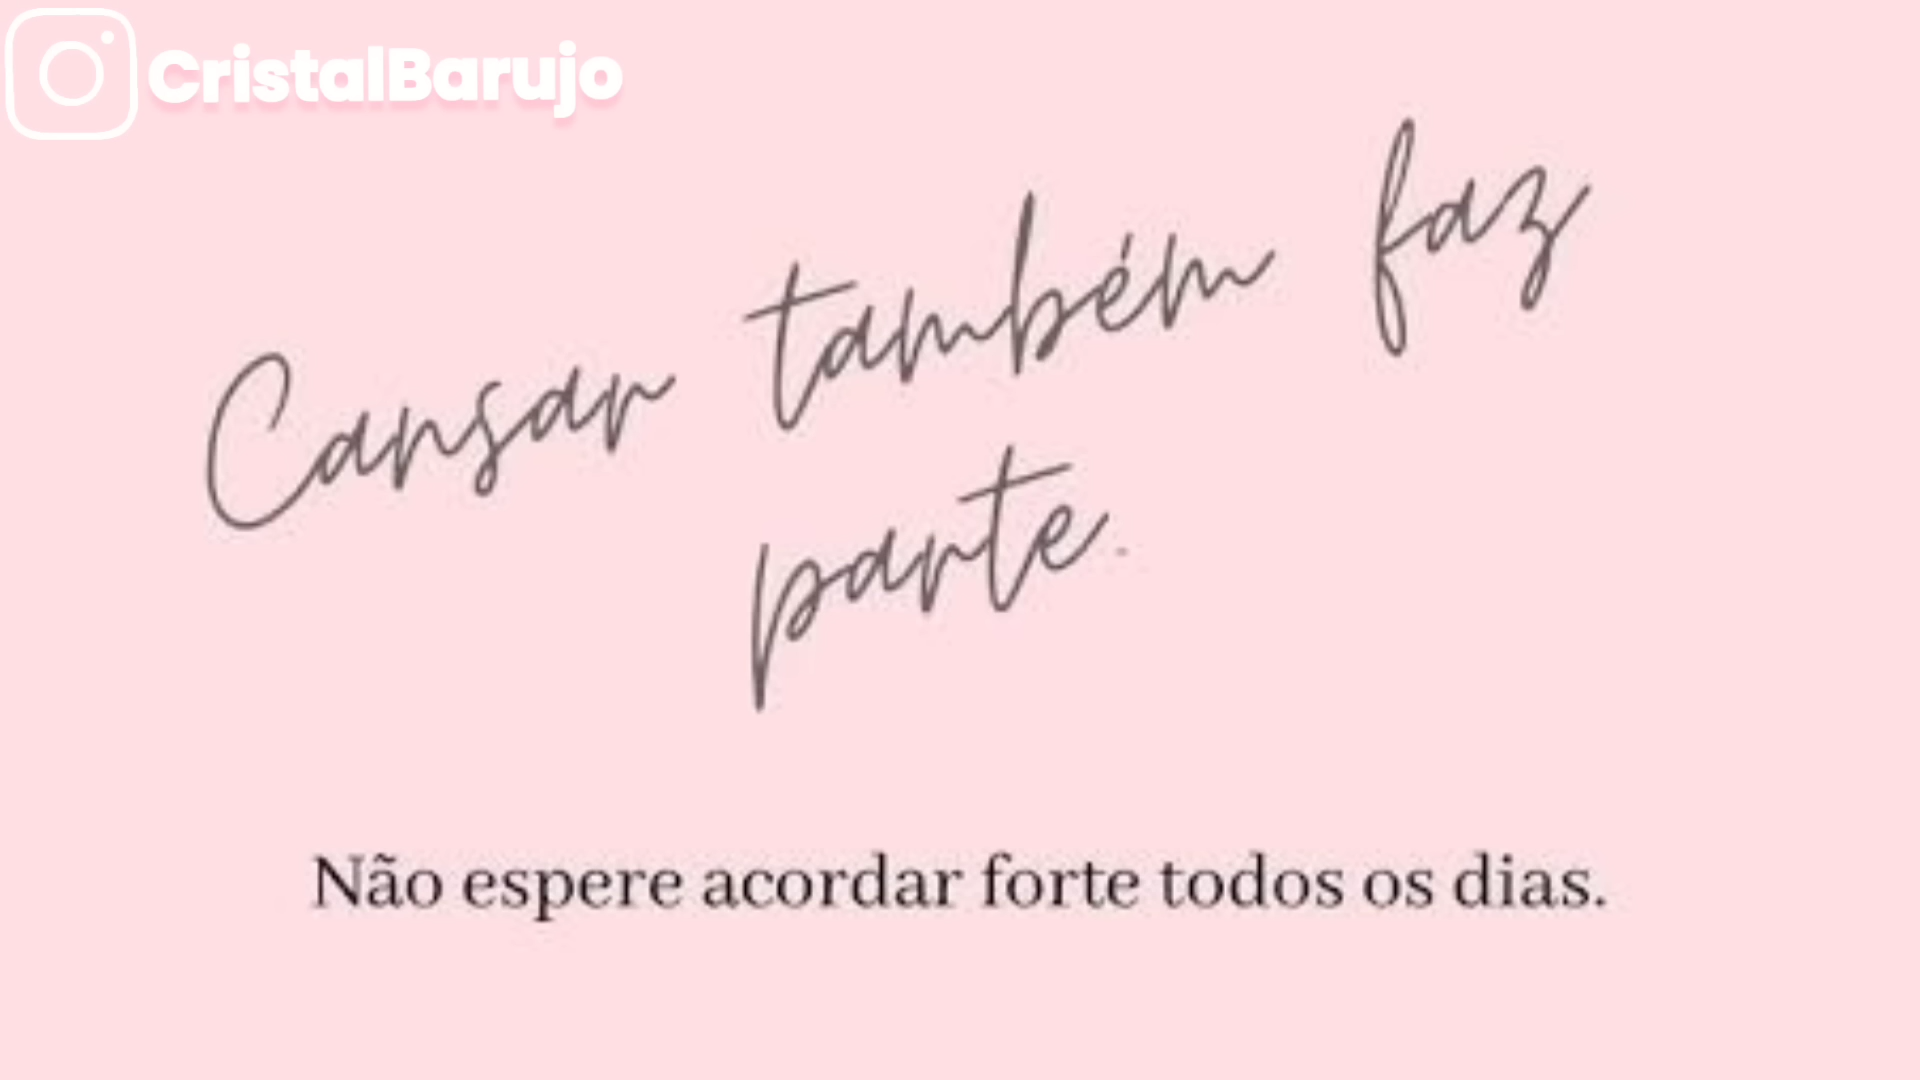 CristalBarujo
Cansar também faz
parte.
Não espere acordar forte todos os dias.